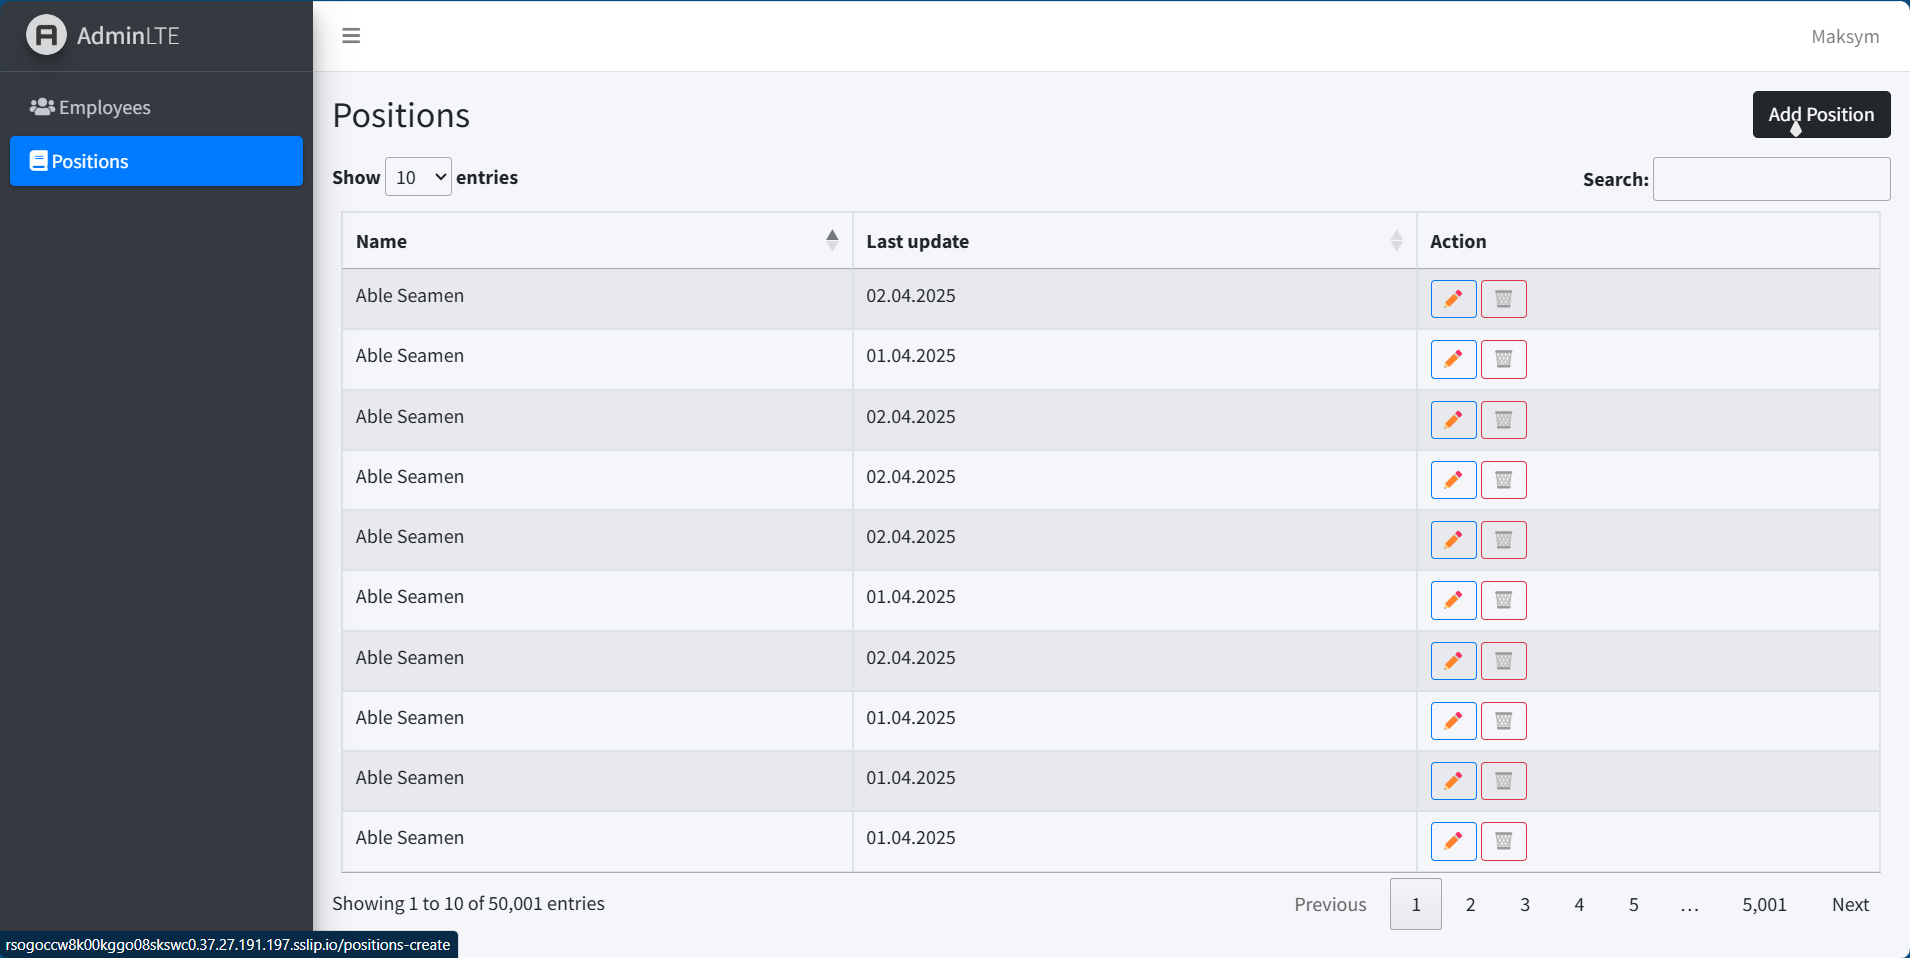 AdminLTE
Maksym
Employees
Positions
Positions
Add Position
Show 10 entries
Search:
Name Last update Action
Able Seamen 02.04.2025
Able Seamen 01.04.2025
Able Seamen 02.04.2025
Able Seamen 02.04.2025
Able Seamen 02.04.2025
Able Seamen 01.04.2025
Able Seamen 02.04.2025
Able Seamen 01.04.2025
Able Seamen 01.04.2025
Able Seamen 01.04.2025
Showing 1 to 10 of 50,001 entries
Previous 1 2 3 4 5 … 5,001 Next
rsogoccw8k00kggo08skswc0.37.27.191.197.sslip.io/positions-create